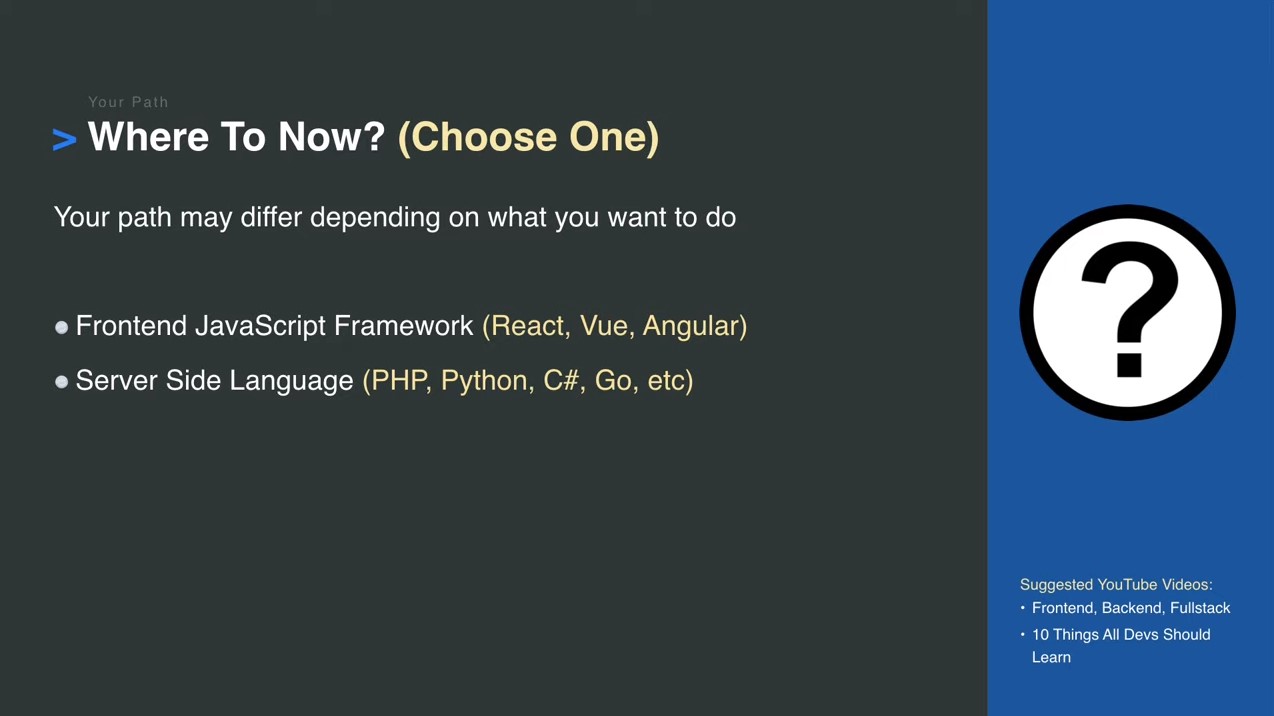 Your Path
> Where To Now? (Choose One)
Your path may differ depending on what you want to do
● Frontend JavaScript Framework (React, Vue, Angular)
● Server Side Language (PHP, Python, C#, Go, etc)
?
Suggested YouTube Videos:
• Frontend, Backend, Fullstack
• 10 Things All Devs Should
Learn